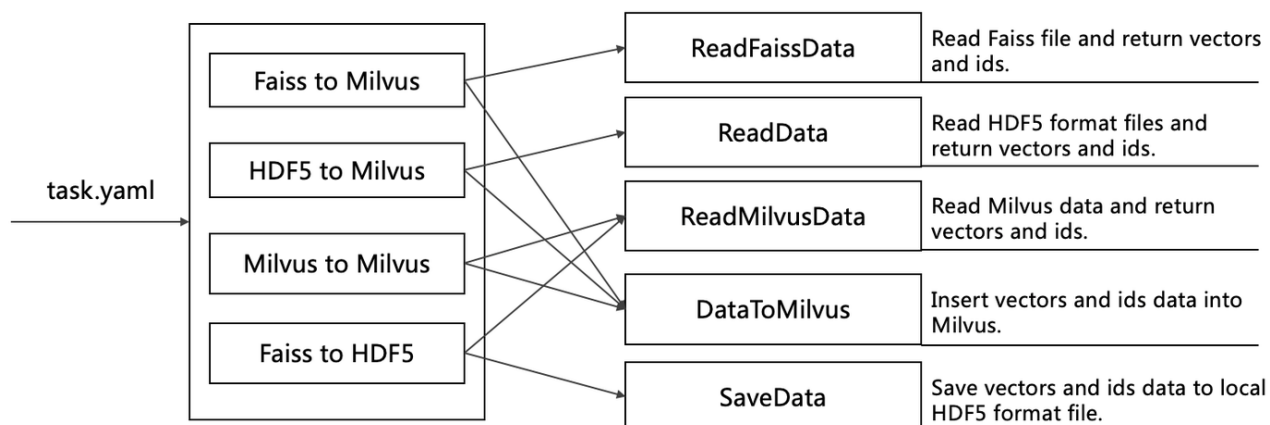 task.yaml
Faiss to Milvus
HDF5 to Milvus
Milvus to Milvus
Faiss to HDF5
ReadFaissData
Read Faiss file and return vectors
and ids.
ReadData
Read HDF5 format files and
return vectors and ids.
ReadMilvusData
Read Milvus data and return
vectors and ids.
DataToMilvus
Insert vectors and ids data into
Milvus.
SaveData
Save vectors and ids data to local
HDF5 format file.